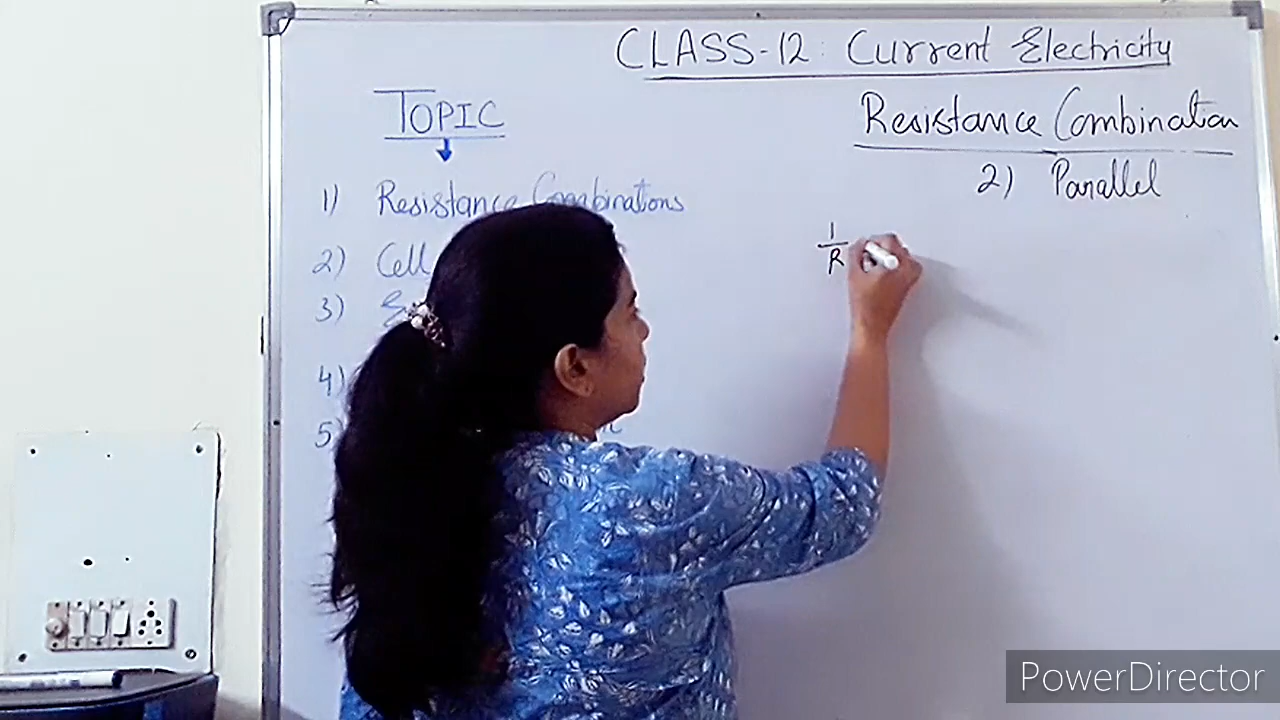 CLASS-12: Current Electricity
TOPIC
1) Resistance Combinations
2) Cell
3)
4)
5)
Resistance Combination
2) Parallel
1
R
PowerDirector